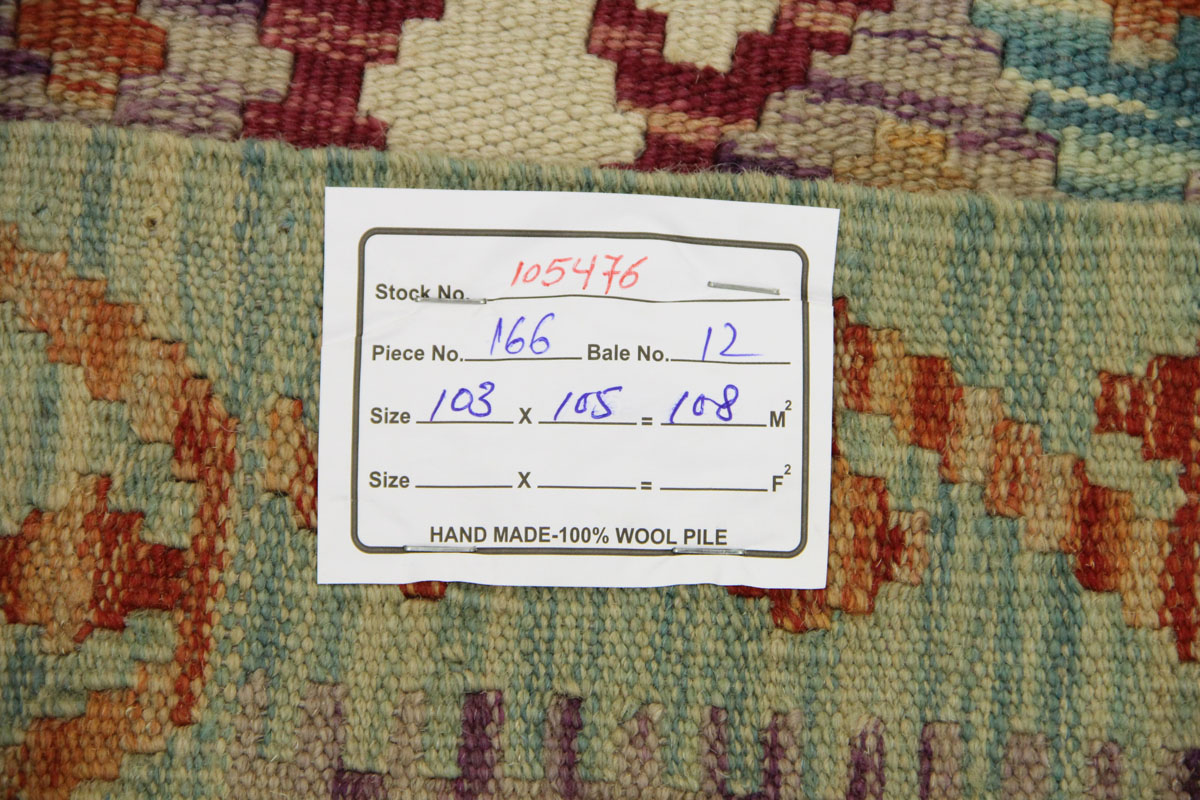 Stock No. 105476
Piece No. 166 Bale No. 12
Size 103 X 105 = 108 M²
Size X = F²
HAND MADE-100% WOOL PILE